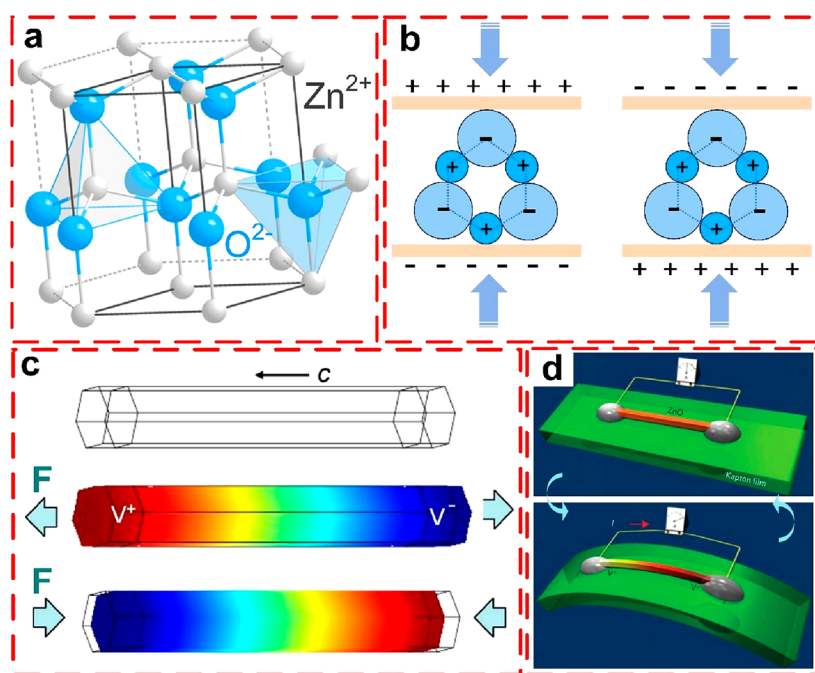 a
Zn²⁺
O²⁻
b
+ + + + + +
- - - - - -
-
+ +
- -
+
- - - - - -
+ + + + + +
-
+ +
- -
+
c
c
F
V⁺ V⁻
F
d
ZnO
Kapton film
I
V⁺
V⁻